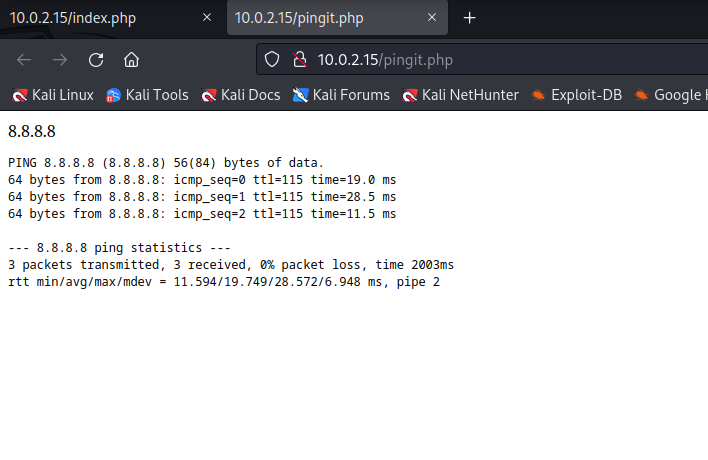 10.0.2.15/index.php × 10.0.2.15/pingit.php × +
10.0.2.15/pingit.php
Kali Linux Kali Tools Kali Docs Kali Forums Kali NetHunter Exploit-DB Google
8.8.8.8
PING 8.8.8.8 (8.8.8.8) 56(84) bytes of data.
64 bytes from 8.8.8.8: icmp_seq=0 ttl=115 time=19.0 ms
64 bytes from 8.8.8.8: icmp_seq=1 ttl=115 time=28.5 ms
64 bytes from 8.8.8.8: icmp_seq=2 ttl=115 time=11.5 ms
--- 8.8.8.8 ping statistics ---
3 packets transmitted, 3 received, 0% packet loss, time 2003ms
rtt min/avg/max/mdev = 11.594/19.749/28.572/6.948 ms, pipe 2